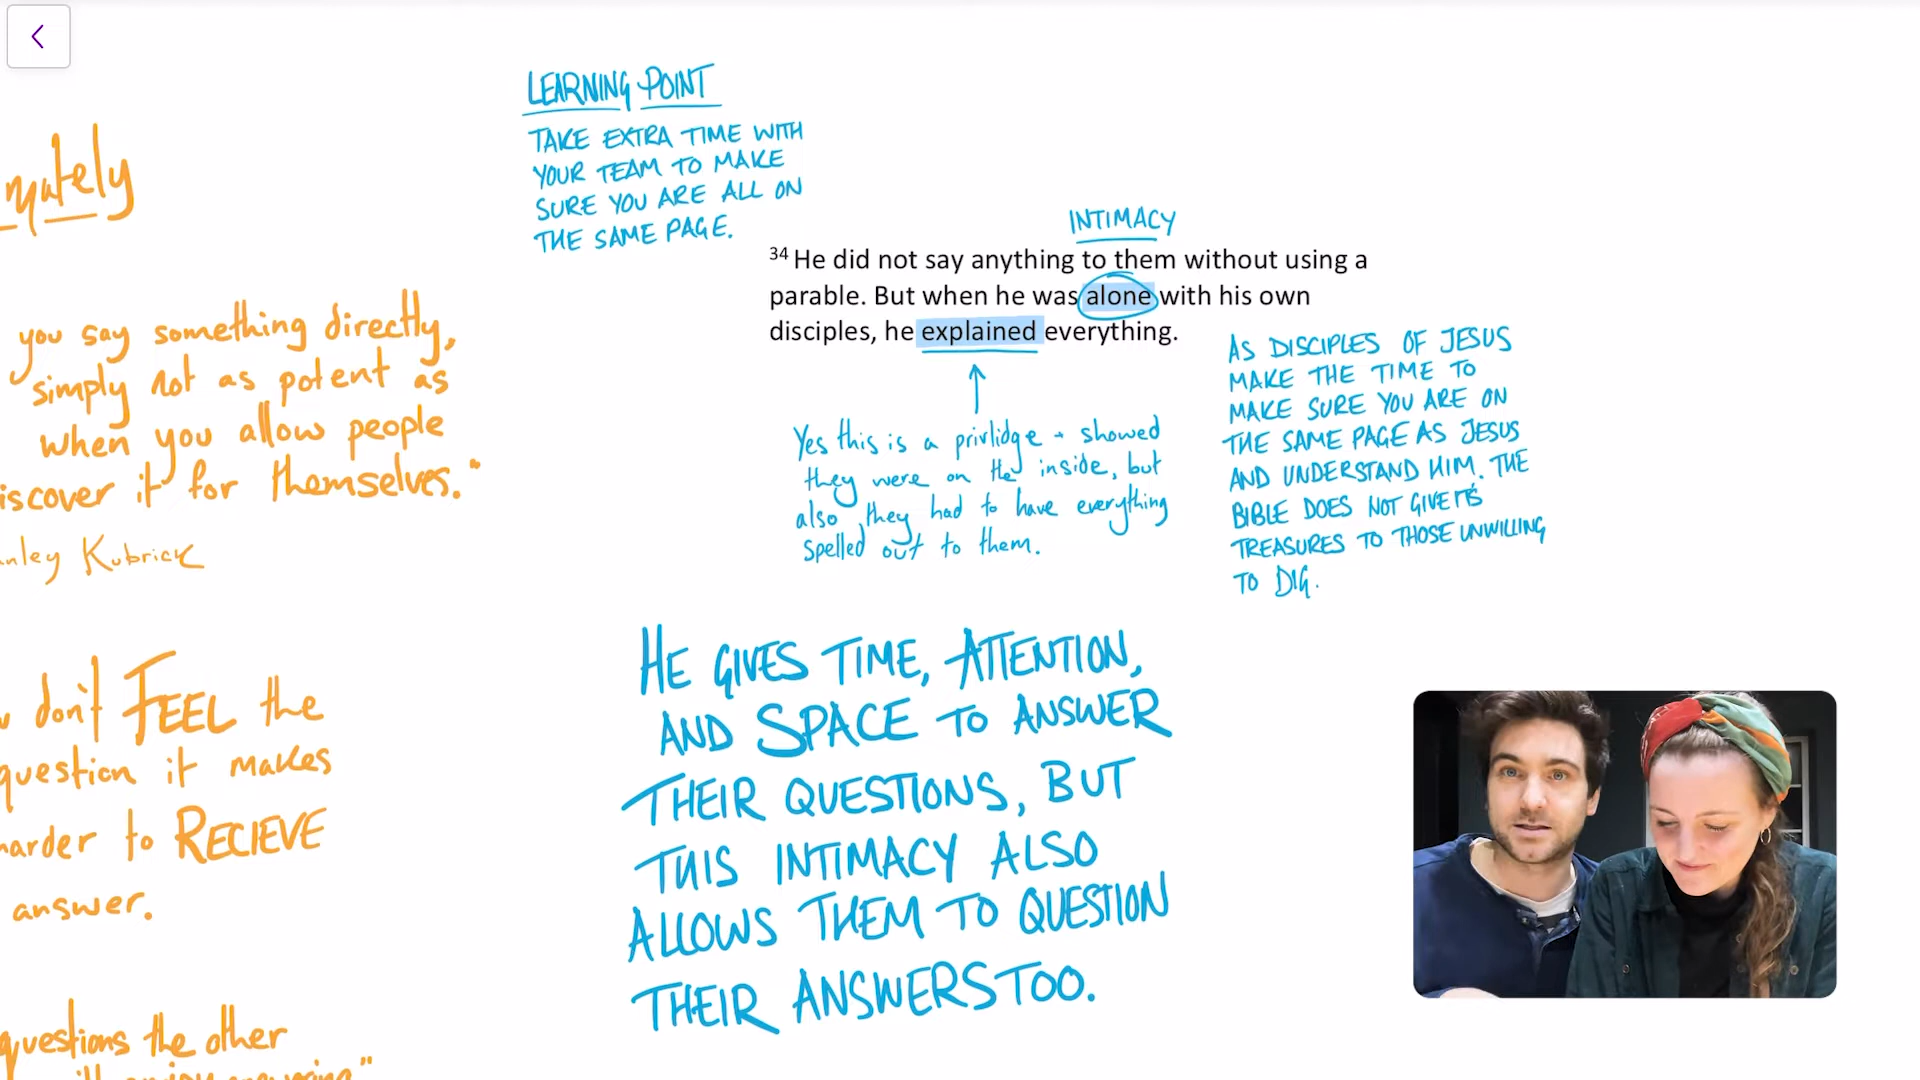 mately
you say something directly,
simply not as potent as
when you allow people
iscover it for themselves."
nley Kubrick
don't FEEL the
question it makes
harder to RECIEVE
answer.
questions the other
LEARNING POINT
TAKE EXTRA TIME WITH
YOUR TEAM TO MAKE
SURE YOU ARE ALL ON
THE SAME PAGE.
INTIMACY
34 He did not say anything to them without using a
parable. But when he was alone with his own
disciples, he explained everything.
Yes this is a privlidge + showed
they were on the inside, but
also they had to have everything
spelled out to them.
AS DISCIPLES OF JESUS
MAKE THE TIME TO
MAKE SURE YOU ARE ON
THE SAME PAGE AS JESUS
AND UNDERSTAND HIM. THE
BIBLE DOES NOT GIVE IT'S
TREASURES TO THOSE UNWILLING
TO DIG.
HE GIVES TIME, ATTENTION,
AND SPACE TO ANSWER
THEIR QUESTIONS, BUT
THIS INTIMACY ALSO
ALLOWS THEM TO QUESTION
THEIR ANSWERS TOO.